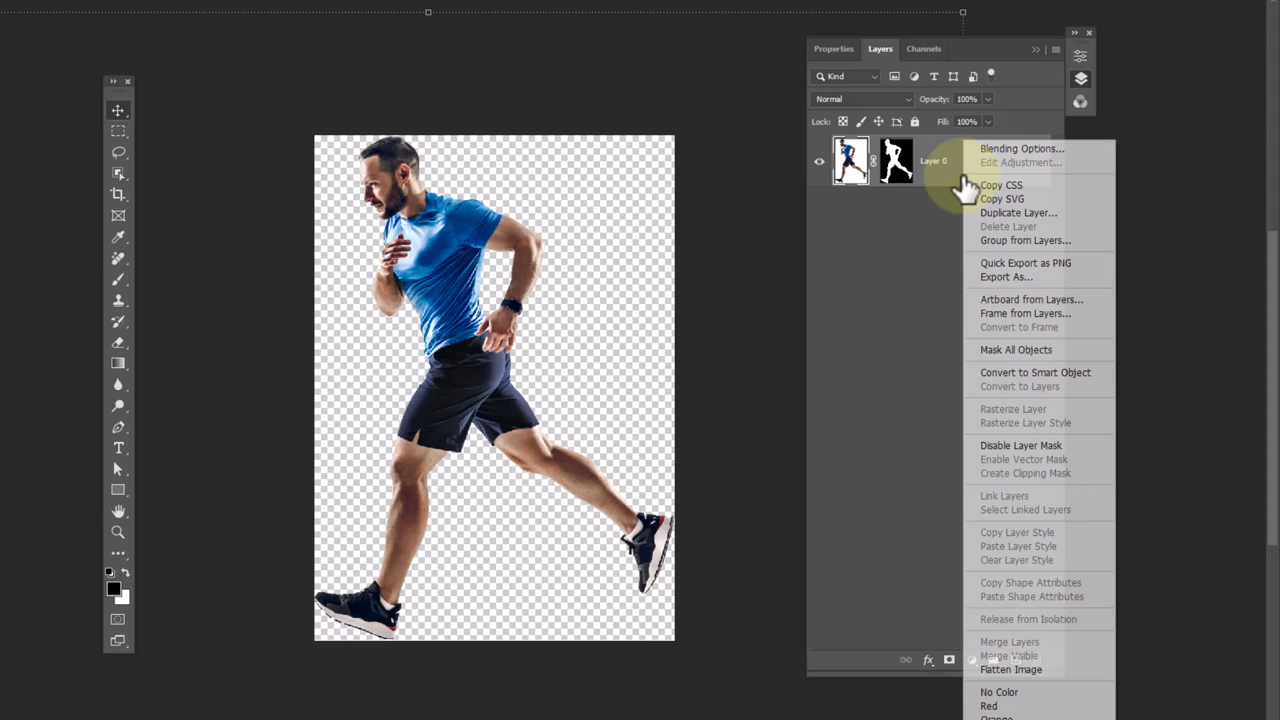 Properties
Layers
Channels
Kind
Normal
Opacity: 100%
Lock:
Fill: 100%
Layer 0
Blending Options...
Edit Adjustment...
Copy CSS
Copy SVG
Duplicate Layer...
Delete Layer
Group from Layers...
Quick Export as PNG
Export As...
Artboard from Layers...
Frame from Layers...
Convert to Frame
Mask All Objects
Convert to Smart Object
Convert to Layers
Rasterize Layer
Rasterize Layer Style
Disable Layer Mask
Enable Vector Mask
Create Clipping Mask
Link Layers
Select Linked Layers
Copy Layer Style
Paste Layer Style
Clear Layer Style
Copy Shape Attributes
Paste Shape Attributes
Release from Isolation
Merge Layers
Merge Visible
fx
Flatten Image
No Color
Red
Orange